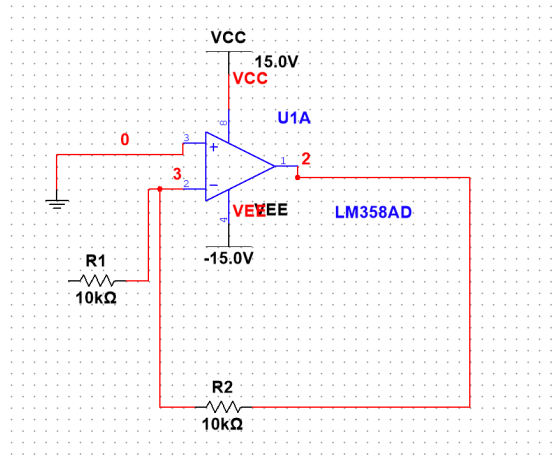 VCC
15.0V
VCC
U1A
8
0
3
+
1
2
3
2
−
VEE
VEE
LM358AD
4
-15.0V
R1
10kΩ
R2
10kΩ